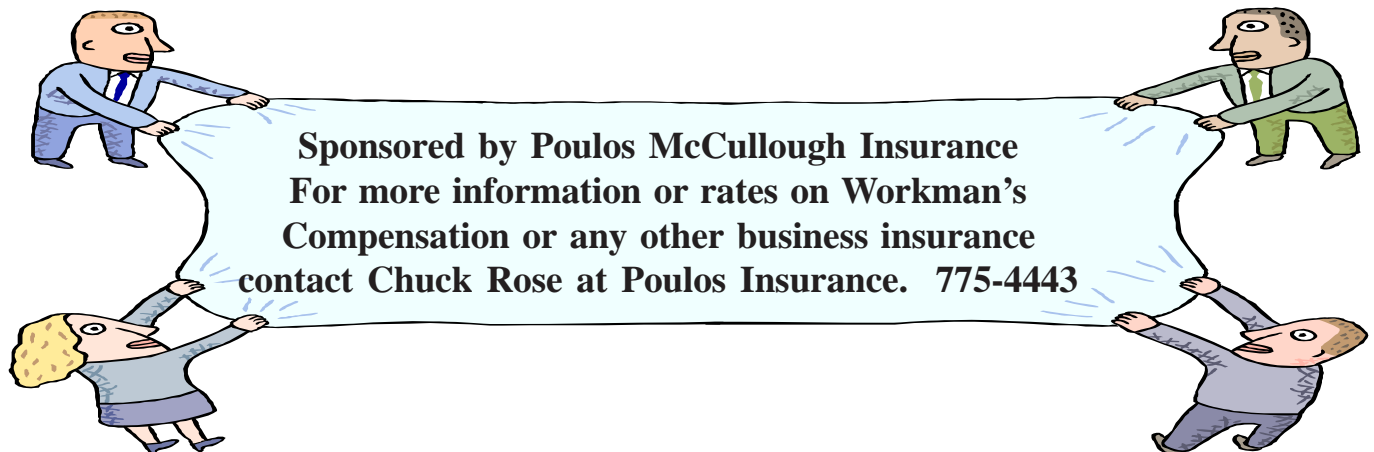 Sponsored by Poulos McCullough Insurance
For more information or rates on Workman’s
Compensation or any other business insurance
contact Chuck Rose at Poulos Insurance.  775-4443